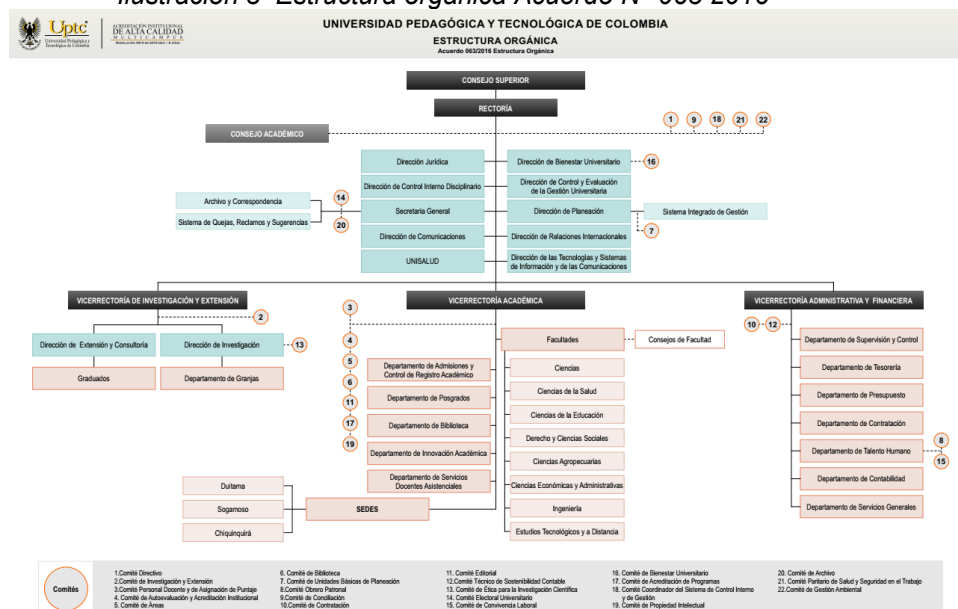 UNIVERSIDAD PEDAGÓGICA Y TECNOLÓGICA DE COLOMBIA
Uptc
Universidad Pedagógica y
Tecnológica de Colombia
ACREDITACIÓN INSTITUCIONAL
DE ALTA CALIDAD
MULTICAMPUS
ESTRUCTURA ORGÁNICA
Acuerdo 063/2016 Estructura Orgánica
CONSEJO SUPERIOR
RECTORÍA
CONSEJO ACADÉMICO
1
9
18
21
22
Dirección Jurídica
Dirección de Bienestar Universitario
16
Dirección de Control Interno Disciplinario
Dirección de Control y Evaluación
de la Gestión Universitaria
14
Archivo y Correspondencia
Sistema de Quejas, Reclamos y Sugerencias
20
Secretaria General
Dirección de Planeación
Sistema Integrado de Gestión
7
Dirección de Comunicaciones
Dirección de Relaciones Internacionales
UNISALUD
Dirección de las Tecnologías y Sistemas
de Información y de las Comunicaciones
VICERRECTORÍA DE INVESTIGACIÓN Y EXTENSIÓN
2
Dirección de Extensión y Consultoria
Dirección de Investigación
13
Graduados
Departamento de Granjas
VICERRECTORÍA ACADÉMICA
3
4
5
6
11
17
19
Facultades
Consejos de Facultad
Departamento de Admisiones y
Control de Registro Académico
Departamento de Posgrados
Departamento de Biblioteca
Departamento de Innovación Académica
Departamento de Servicios
Docentes Asistenciales
Ciencias
Ciencias de la Salud
Ciencias de la Educación
Derecho y Ciencias Sociales
Ciencias Agropecuarias
Ciencias Económicas y Administrativas
Ingeniería
Estudios Tecnológicos y a Distancia
SEDES
Duitama
Sogamoso
Chiquinquirá
VICERRECTORÍA ADMINISTRATIVA Y FINANCIERA
10
12
Departamento de Supervisión y Control
Departamento de Tesorería
Departamento de Presupuesto
Departamento de Contratación
Departamento de Talento Humano
8
15
Departamento de Contabilidad
Departamento de Servicios Generales
Comités
1.Comité Directivo
2.Comité de Investigación y Extensión
3.Comité Personal Docente y de Asignación de Puntaje
4. Comité de Autoevaluación y Acreditación Institucional
5. Comité de Áreas
6. Comité de Biblioteca
7. Comité de Unidades Básicas de Planeación
8.Comité Obrero Patronal
9.Comité de Conciliación
10.Comité de Contratación
11. Comité Editorial
12.Comité Técnico de Sostenibilidad Contable
13. Comité de Ética para la Investigación Científica
14. Comité Electoral Universitario
15. Comité de Convivencia Laboral
16. Comité de Bienestar Universitario
17. Comité de Acreditación de Programas
18. Comité Coordinador del Sistema de Control Interno
y de Gestión
19. Comité de Propiedad Intelectual
20. Comité de Archivo
21. Comité Paritario de Salud y Seguridad en el Trabajo
22.Comité de Gestión Ambiental